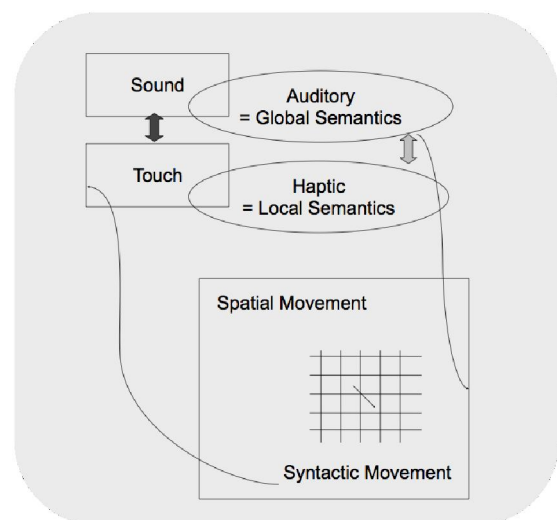 Sound
Auditory
= Global Semantics
Touch
Haptic
= Local Semantics
Spatial Movement
Syntactic Movement